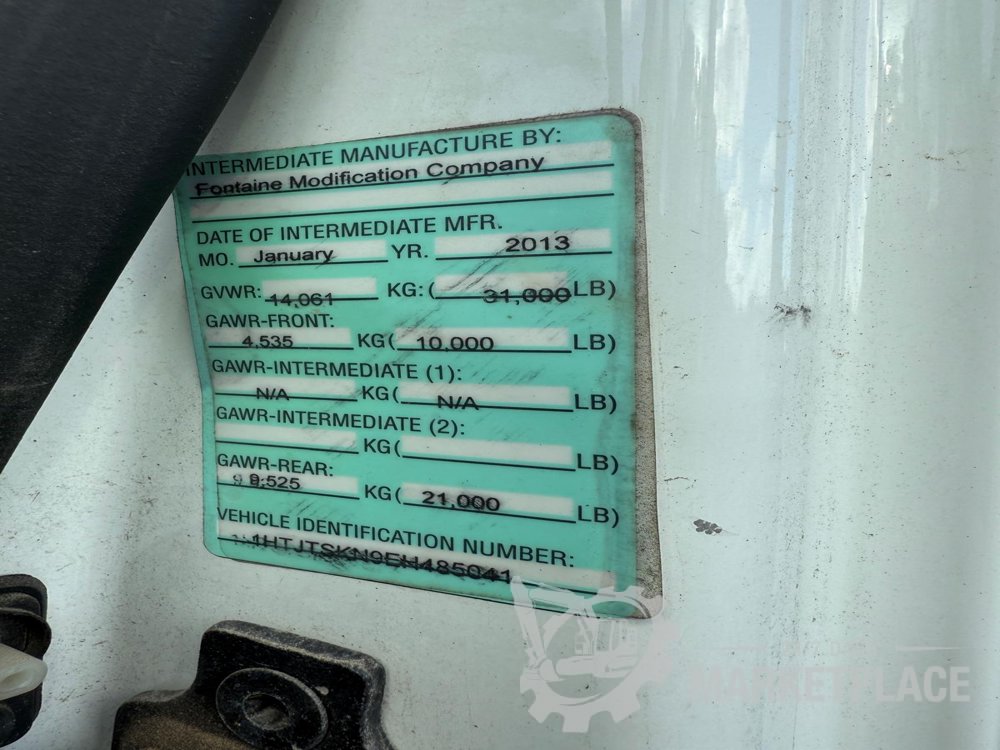 INTERMEDIATE MANUFACTURE BY:
Fontaine Modification Company
DATE OF INTERMEDIATE MFR.
MO. January YR. 2013
GVWR: 14,061 KG: ( 31,000 LB)
GAWR-FRONT:
4,535 KG ( 10,000 LB)
GAWR-INTERMEDIATE (1):
N/A KG ( N/A LB)
GAWR-INTERMEDIATE (2):
KG ( LB)
GAWR-REAR:
9,525 KG ( 21,000 LB)
VEHICLE IDENTIFICATION NUMBER:
1HTJTSKN9EH485041
MARKETPLACE